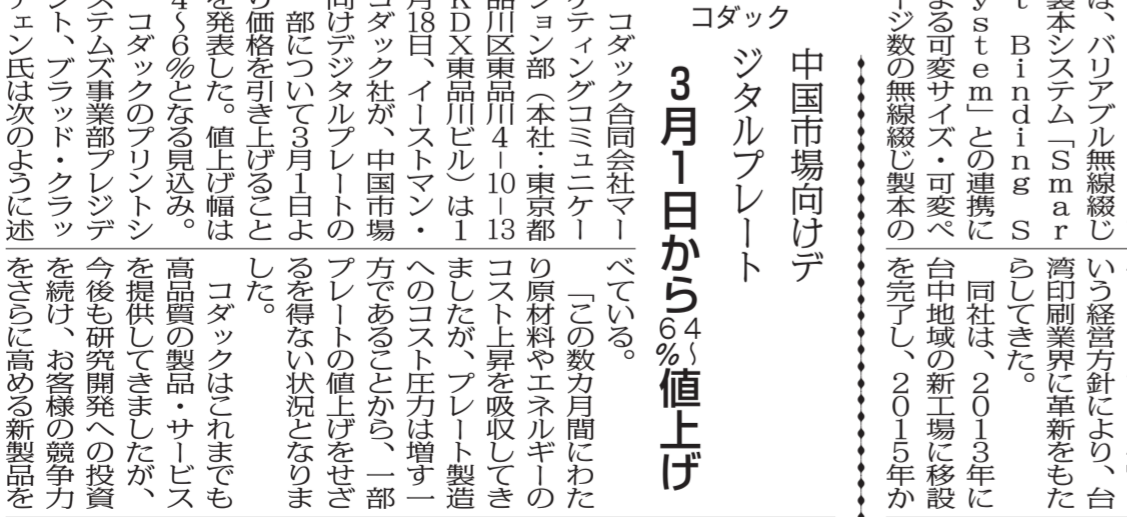 は、バリアブル無線綴じ
製本システム「Smar
t Binding S
ystem」との連携に
よる可変サイズ・可変ペ
ージ数の無線綴じ製本の
いう経営方針により、台
湾印刷業界に革新をもた
らしてきた。
同社は、2013年に
台中地域の新工場に移設
を完了し、2015年か
コダック
中国市場向けデ
ジタルプレート
3月1日から4〜6%値上げ
コダック合同会社マー
ケティングコミュニケー
ション部（本社：東京都
品川区東品川4-10-13
KDX東品川ビル）は1
月18日、イーストマン・
コダック社が、中国市場
向けデジタルプレートの
部について3月1日よ
り価格を引き上げること
を発表した。値上げ幅は
4〜6%となる見込み。
コダックのプリントシ
ステムズ事業部プレジデ
ント、ブラッド・クラッ
チェン氏は次のように述
べている。
「この数カ月間にわた
り原材料やエネルギーの
コスト上昇を吸収してき
ましたが、プレート製造
へのコスト圧力は増す一
方であることから、一部
プレートの値上げをせざ
るを得ない状況となりま
した。
コダックはこれまでも
高品質の製品・サービス
を提供してきましたが、
今後も研究開発への投資
を続け、お客様の競争力
をさらに高める新製品を